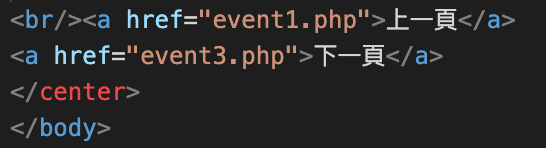 <br/><a href="event1.php">上一頁</a>
<a href="event3.php">下一頁</a>
</center>
</body>